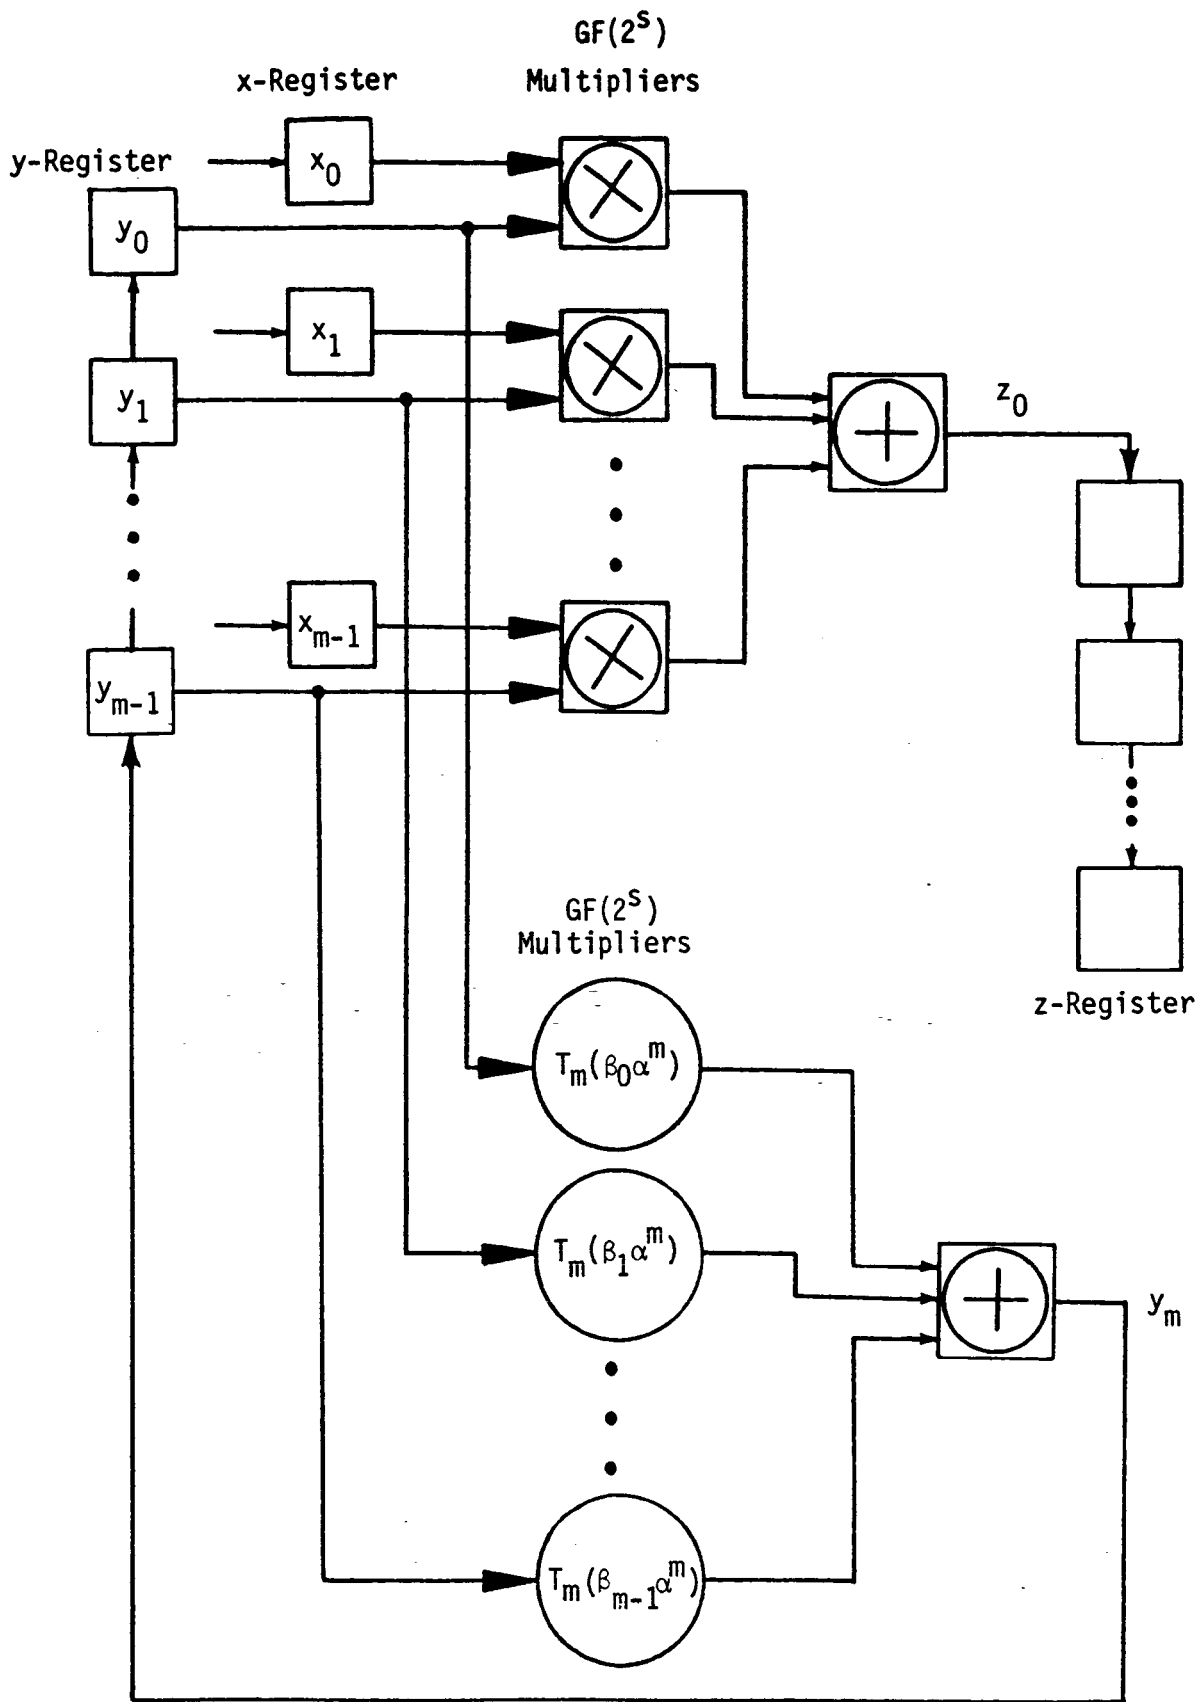 GF(2^s)
Multipliers
x-Register
y-Register
x_0
y_0
x_1
y_1
z_0
x_{m-1}
y_{m-1}
GF(2^s)
Multipliers
z-Register
T_m(β_0α^m)
T_m(β_1α^m)
y_m
T_m(β_{m-1}α^m)